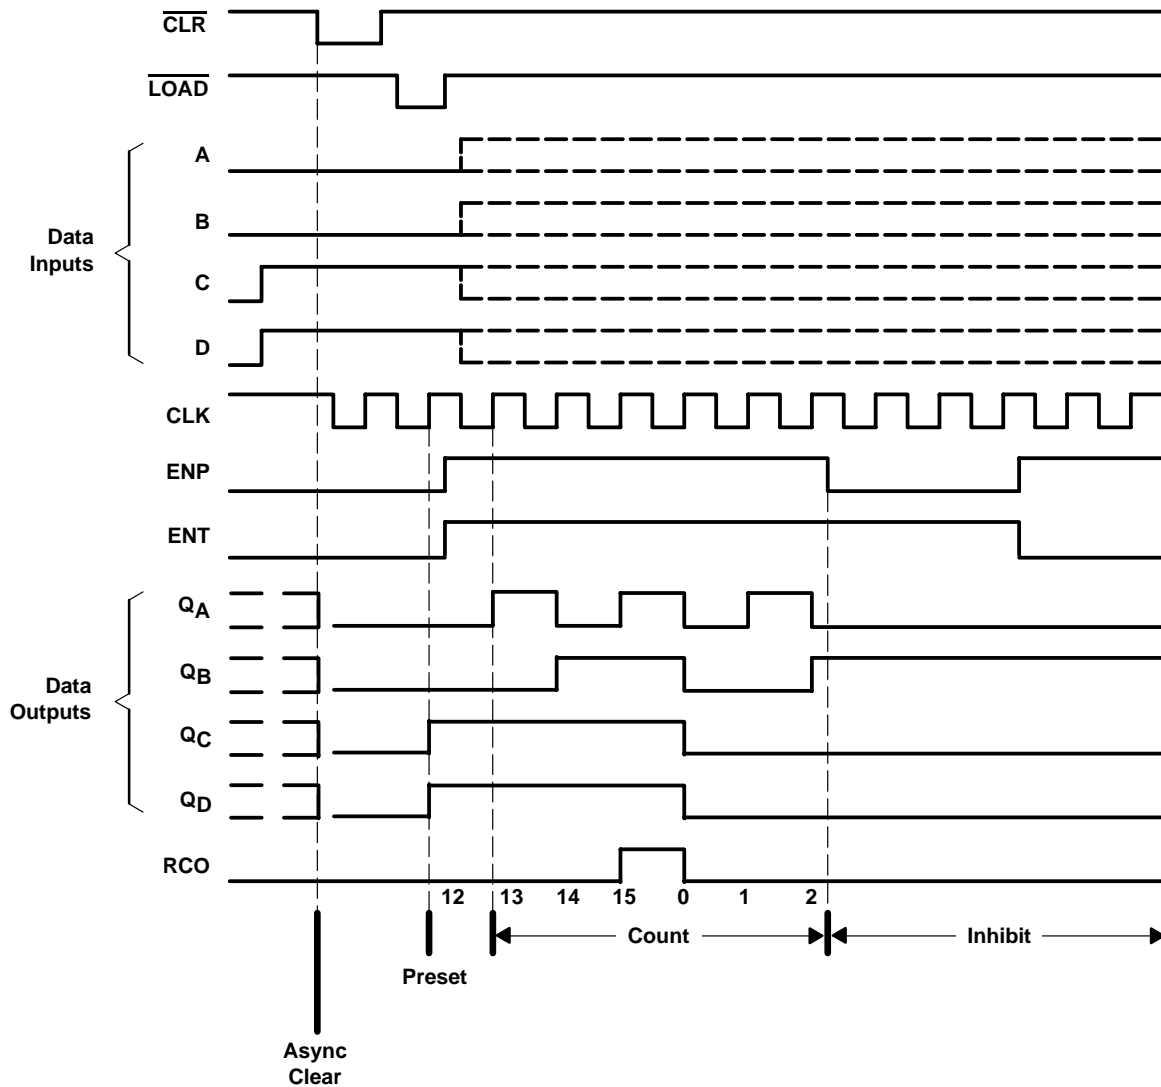 CLR
LOAD
A
B
Data
Inputs
C
D
CLK
ENP
ENT
QA
QB
Data
Outputs
QC
QD
RCO
12 13 14 15 0 1 2
Count Inhibit
Preset
Async
Clear